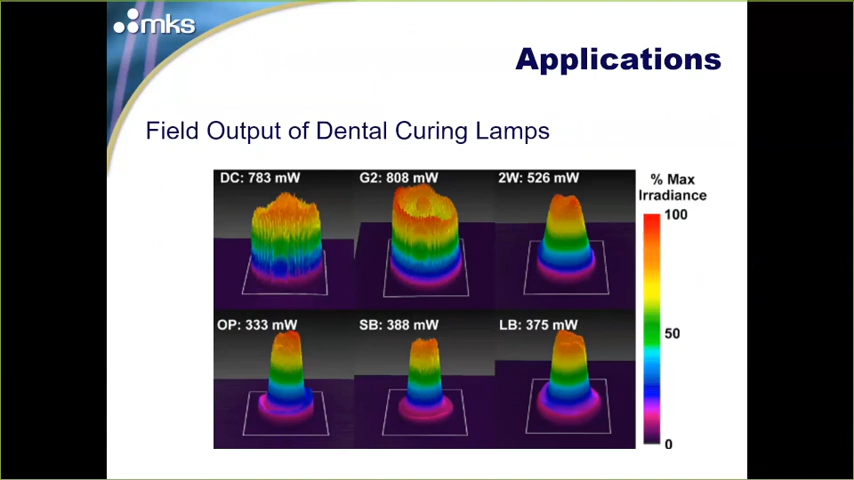 mks
Applications
Field Output of Dental Curing Lamps
DC: 783 mW
G2: 808 mW
2W: 526 mW
% Max
Irradiance
100
50
0
OP: 333 mW
SB: 388 mW
LB: 375 mW